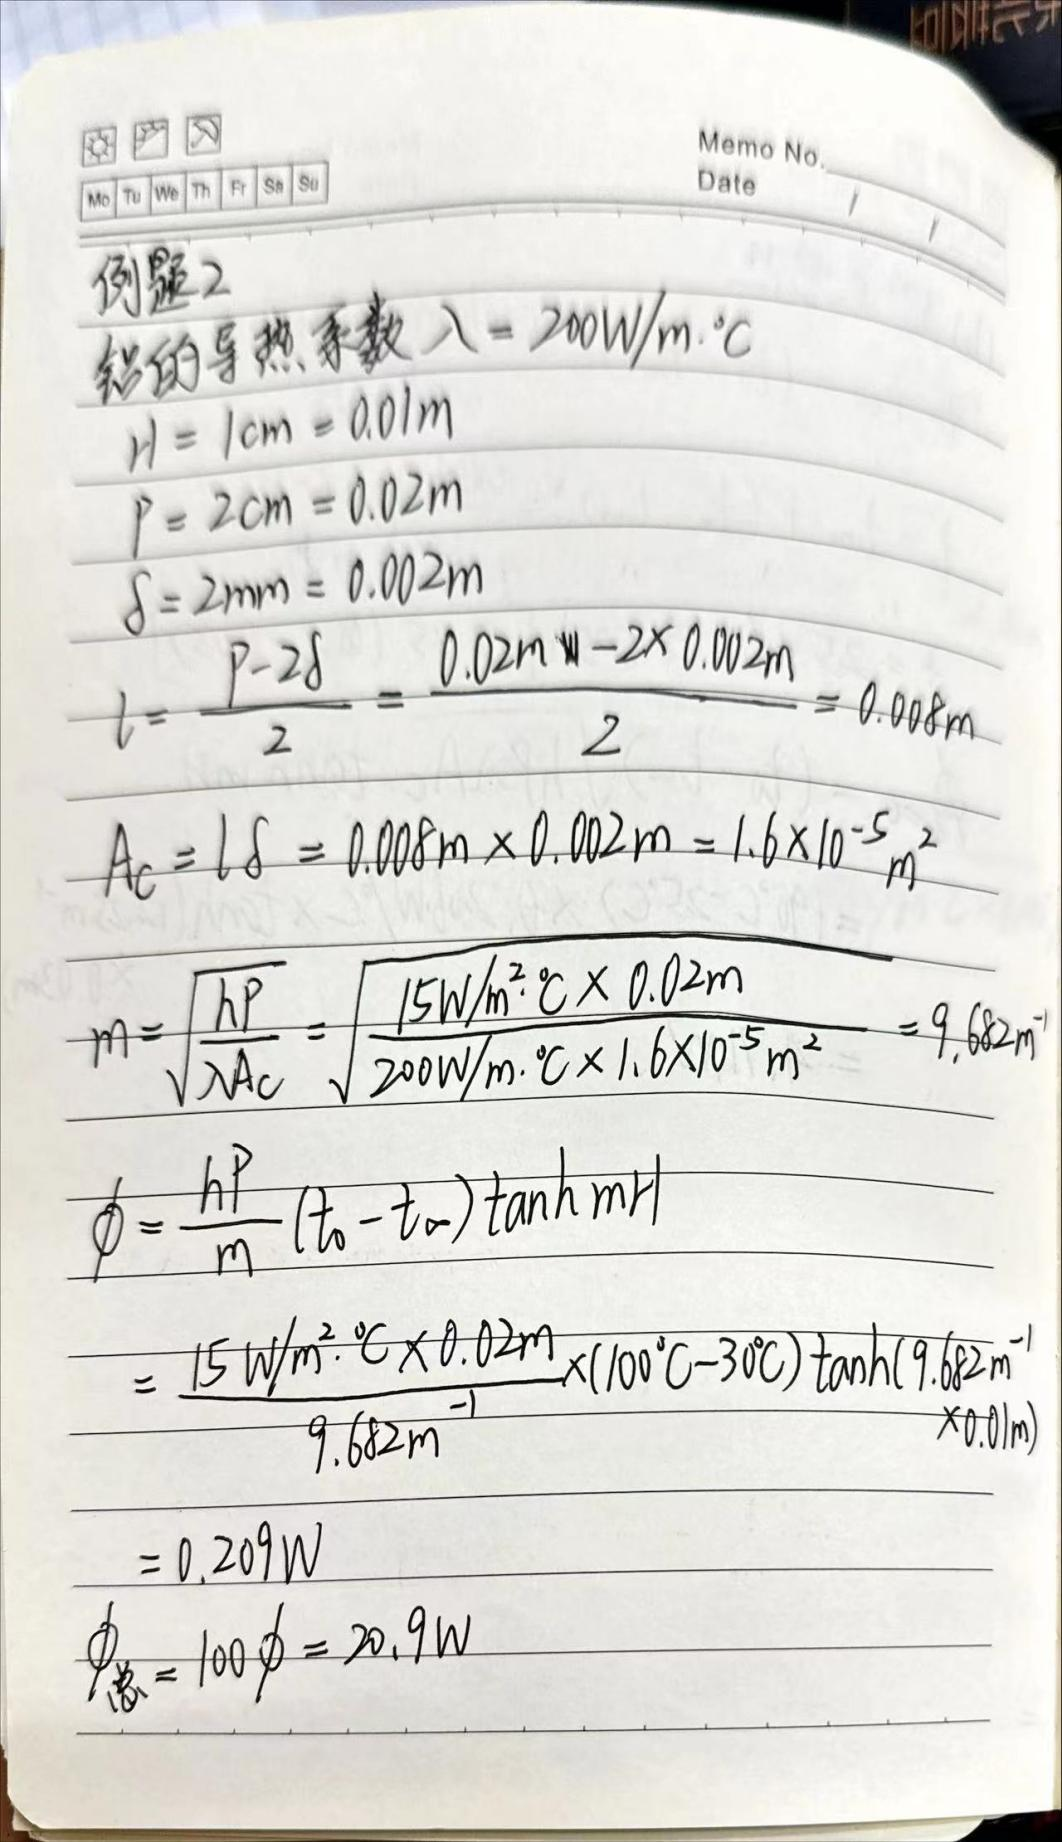 Mo Tu We Th Fr Sa Su
Memo No.
Date / /
例题2
铝的导热系数 λ = 200W/m·℃
H = 1cm = 0.01m
P = 2cm = 0.02m
δ = 2mm = 0.002m
l = (P-2δ)/2 = (0.02m - 2×0.002m)/2 = 0.008m
Ac = lδ = 0.008m × 0.002m = 1.6×10⁻⁵ m²
m = √(hP/λAc) = √(15W/m²·℃ × 0.02m / 200W/m·℃ × 1.6×10⁻⁵ m²) = 9.682m⁻¹
ϕ = hP/m (t₀ - t∞) tanh mH
= 15 W/m²·℃ × 0.02m / 9.682m⁻¹ × (100℃ - 30℃) tanh(9.682m⁻¹
×0.01m)
= 0.209W
ϕ总 = 100ϕ = 20.9W